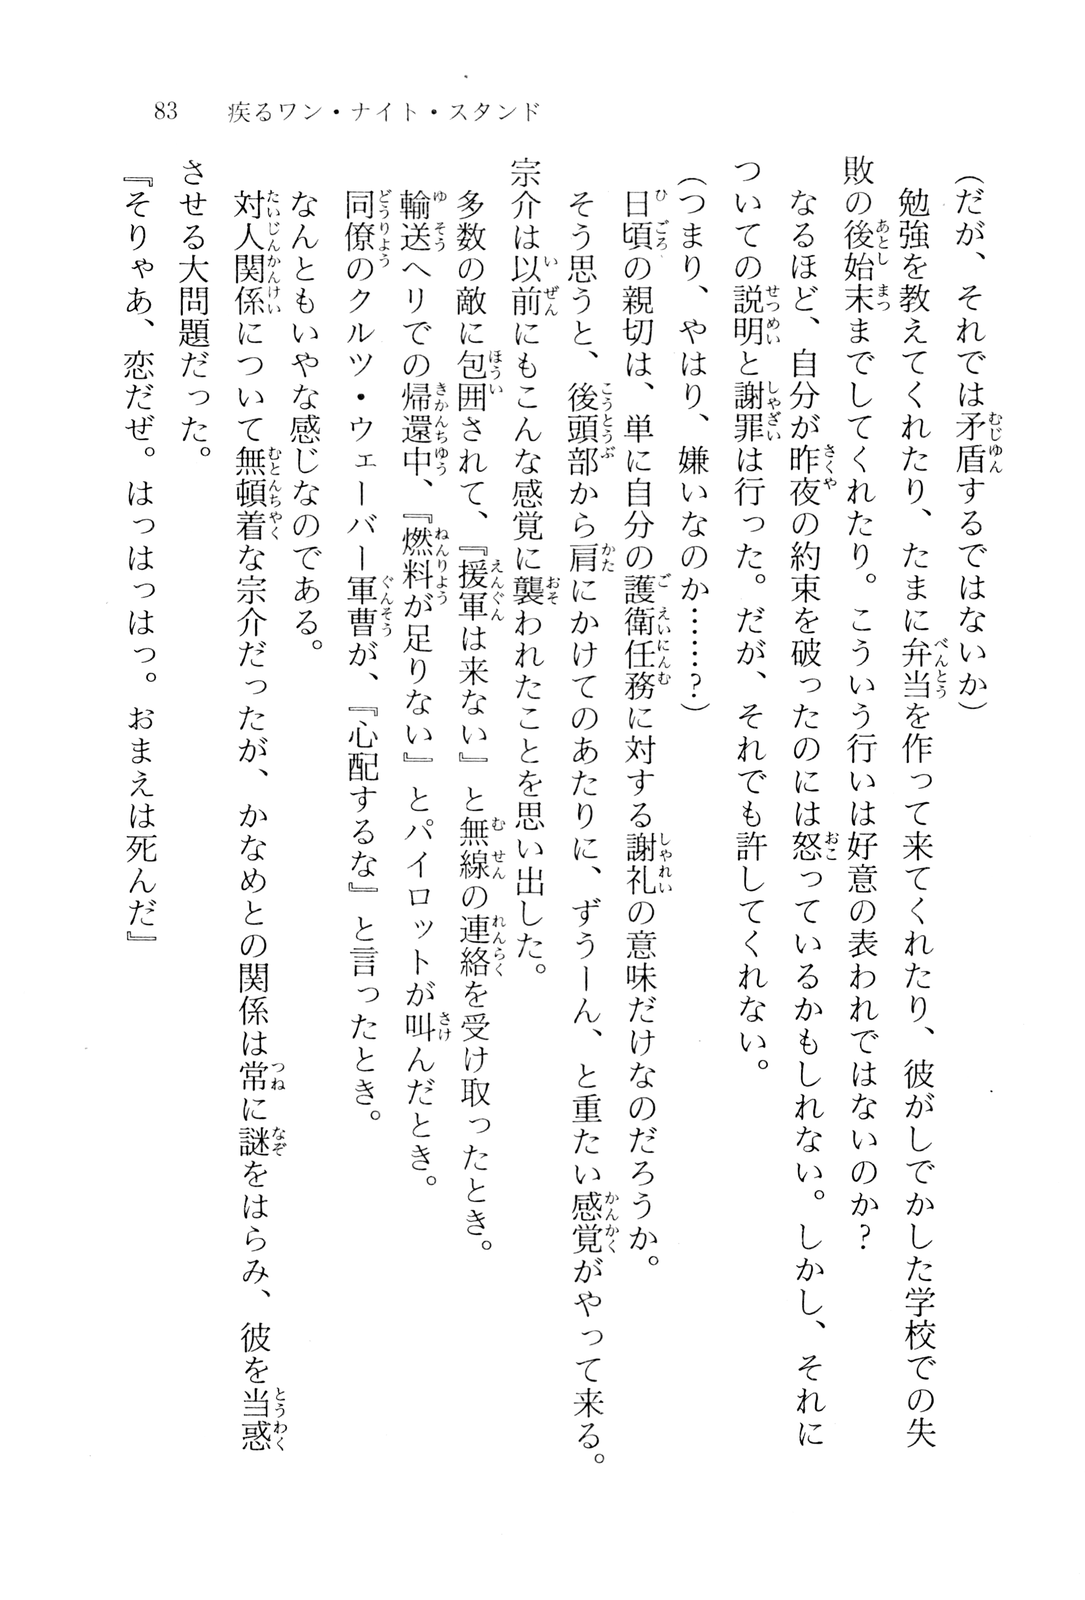 83　疾るワン・ナイト・スタンド
（だが、それでは矛盾するではないか）
　勉強を教えてくれたり、たまに弁当を作って来てくれたり、彼がしでかした学校での失
敗の後始末までしてくれたり。こういう行いは好意の表われではないのか？
　なるほど、自分が昨夜の約束を破ったのには怒っているかもしれない。しかし、それに
ついての説明と謝罪は行った。だが、それでも許してくれない。
（つまり、やはり、嫌いなのか……？）
　日頃の親切は、単に自分の護衛任務に対する謝礼の意味だけなのだろうか。
　そう思うと、後頭部から肩にかけてのあたりに、ずうーん、と重たい感覚がやって来る。
宗介は以前にもこんな感覚に襲われたことを思い出した。
　多数の敵に包囲されて、『援軍は来ない』と無線の連絡を受け取ったとき。
　輸送ヘリでの帰還中、『燃料が足りない』とパイロットが叫んだとき。
　同僚のクルツ・ウェーバー軍曹が、『心配するな』と言ったとき。
　なんともいやな感じなのである。
　対人関係について無頓着な宗介だったが、かなめとの関係は常に謎をはらみ、彼を当惑
させる大問題だった。
『そりゃあ、恋だぜ。はっはっはっ。おまえは死んだ』